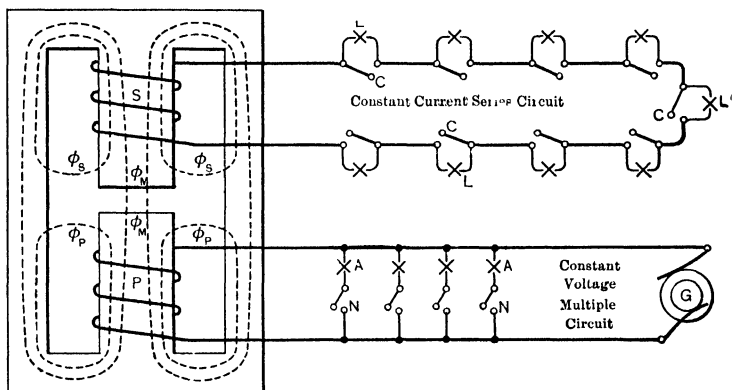 L
S
C
Constant Current Series Circuit
L'
C
C
ϕS
ϕM
ϕS
L
ϕP
ϕM
ϕP
P
A
A
Constant
Voltage
Multiple
Circuit
G
N
N